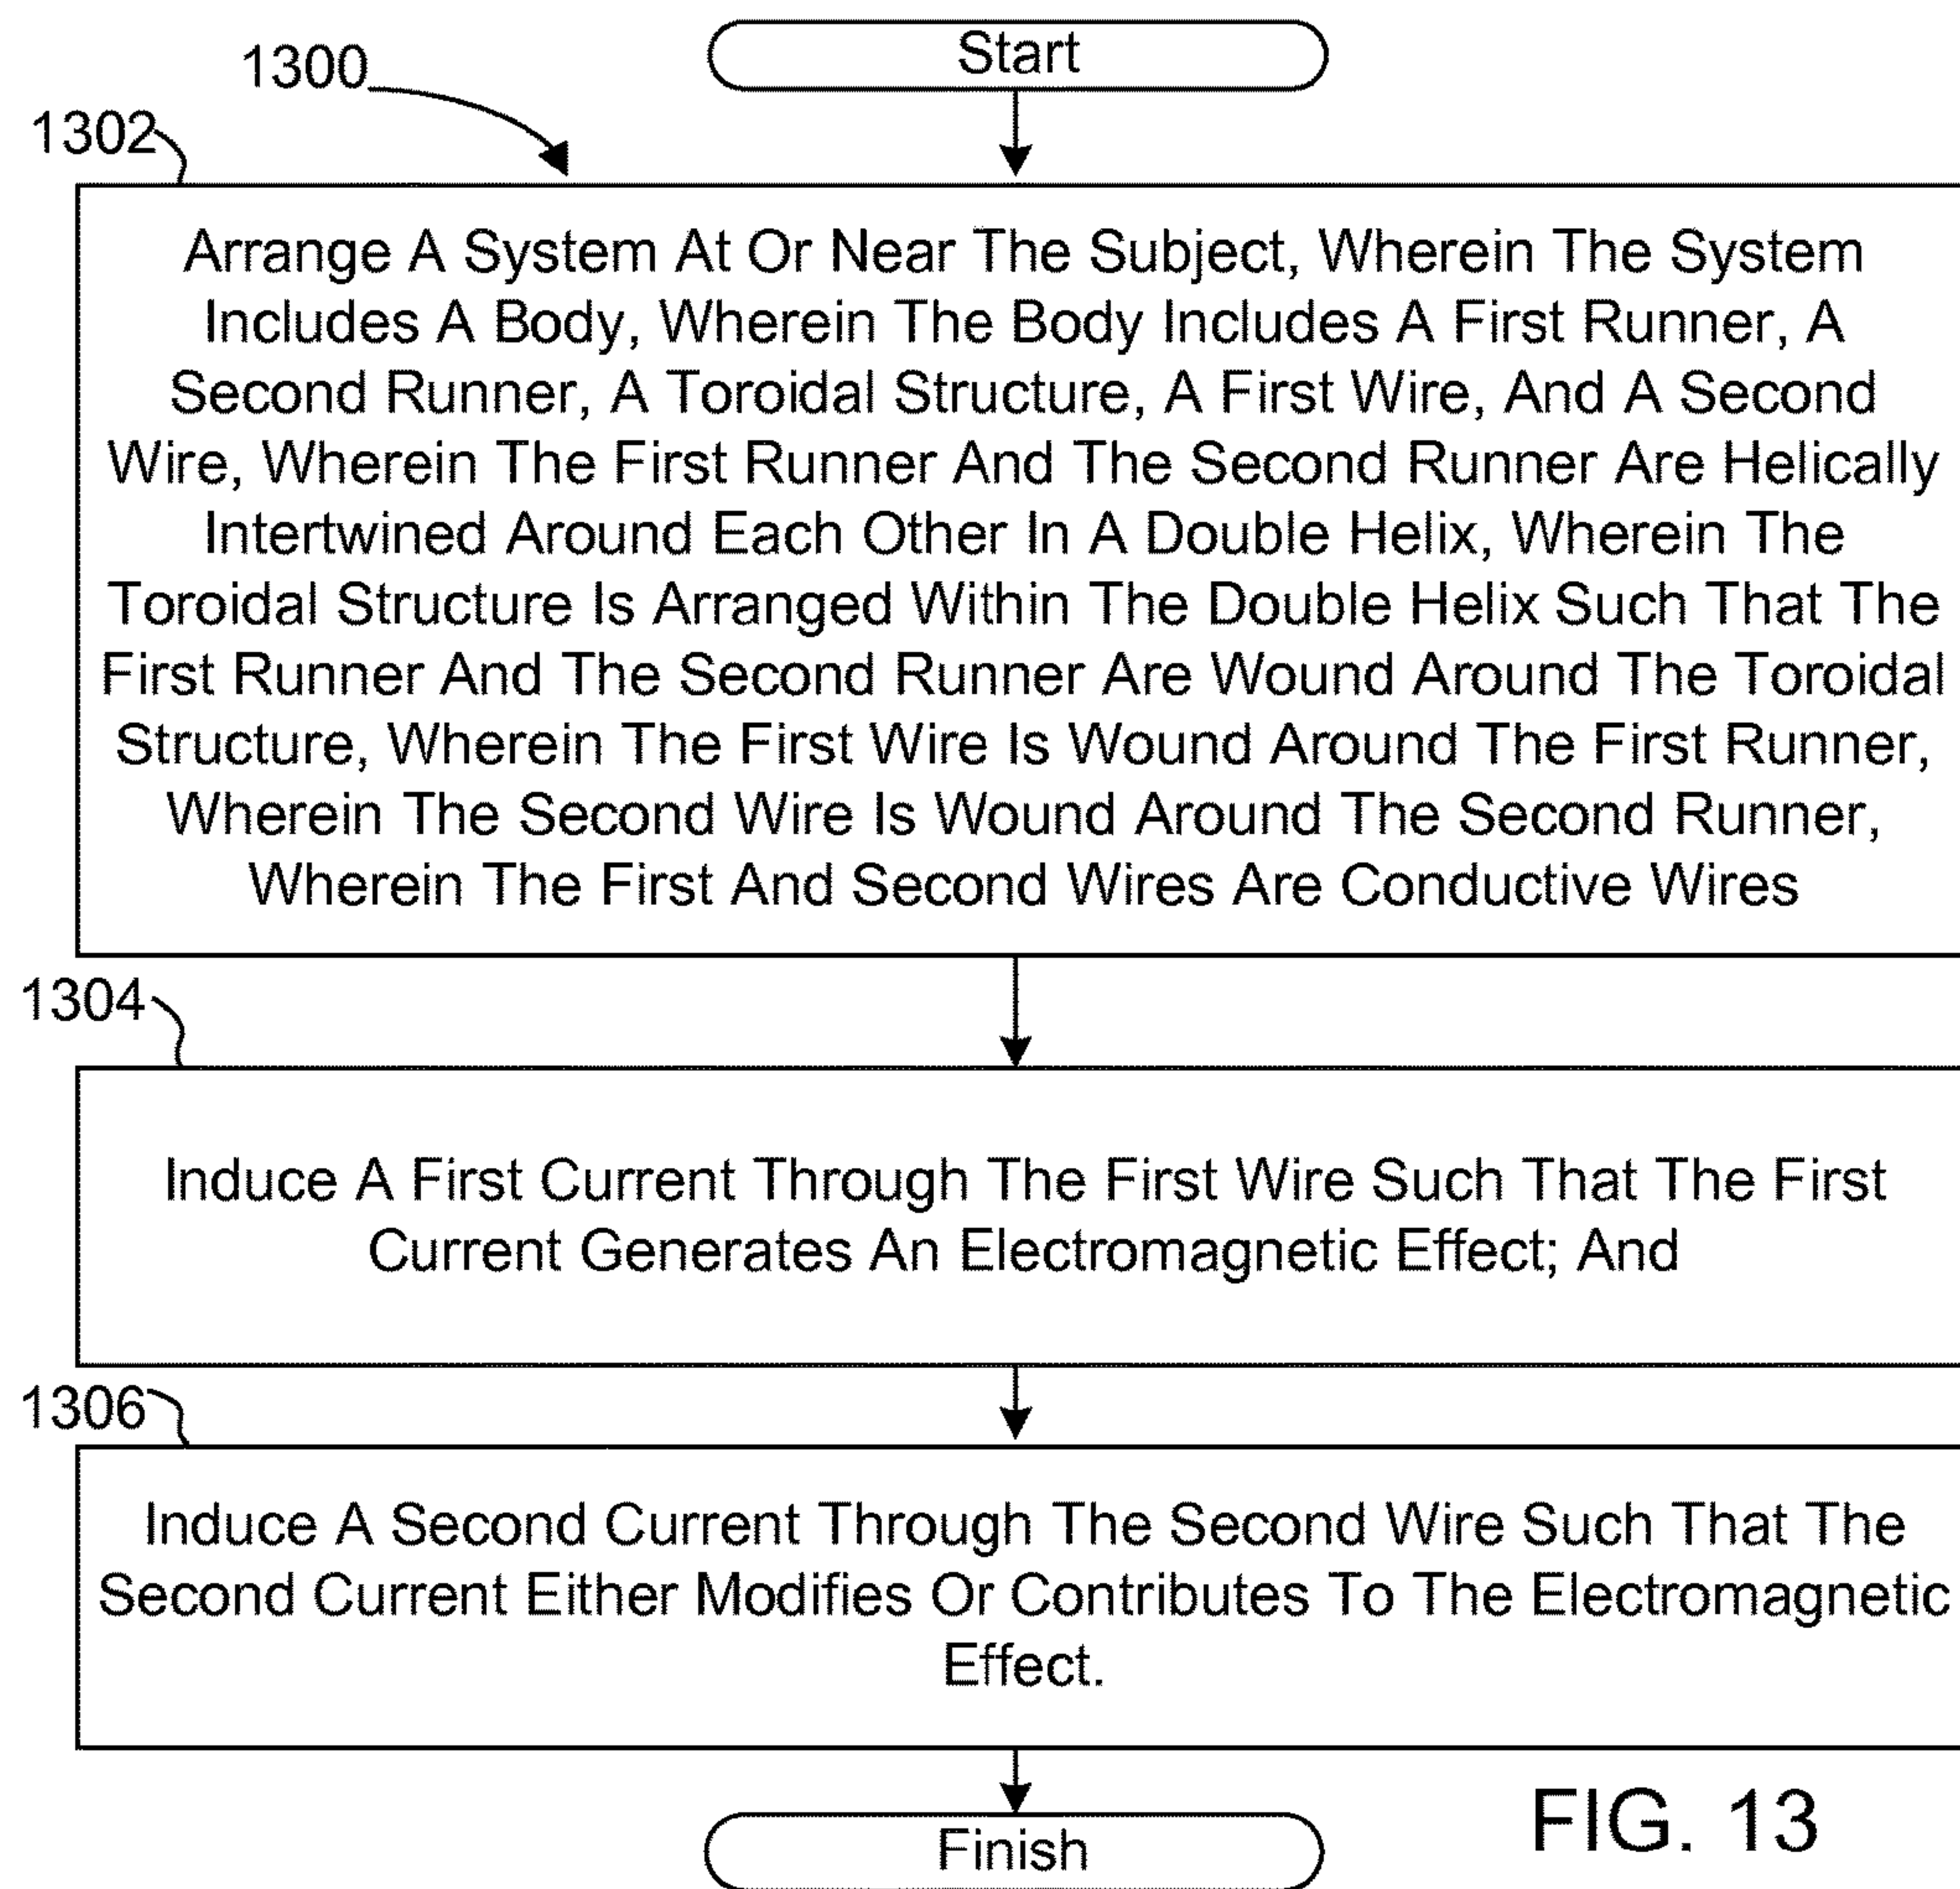 Start
1300
1302
Arrange A System At Or Near The Subject, Wherein The System
Includes A Body, Wherein The Body Includes A First Runner, A
Second Runner, A Toroidal Structure, A First Wire, And A Second
Wire, Wherein The First Runner And The Second Runner Are Helically
Intertwined Around Each Other In A Double Helix, Wherein The
Toroidal Structure Is Arranged Within The Double Helix Such That The
First Runner And The Second Runner Are Wound Around The Toroidal
Structure, Wherein The First Wire Is Wound Around The First Runner,
Wherein The Second Wire Is Wound Around The Second Runner,
Wherein The First And Second Wires Are Conductive Wires
1304
Induce A First Current Through The First Wire Such That The First
Current Generates An Electromagnetic Effect; And
1306
Induce A Second Current Through The Second Wire Such That The
Second Current Either Modifies Or Contributes To The Electromagnetic
Effect.
Finish
FIG. 13